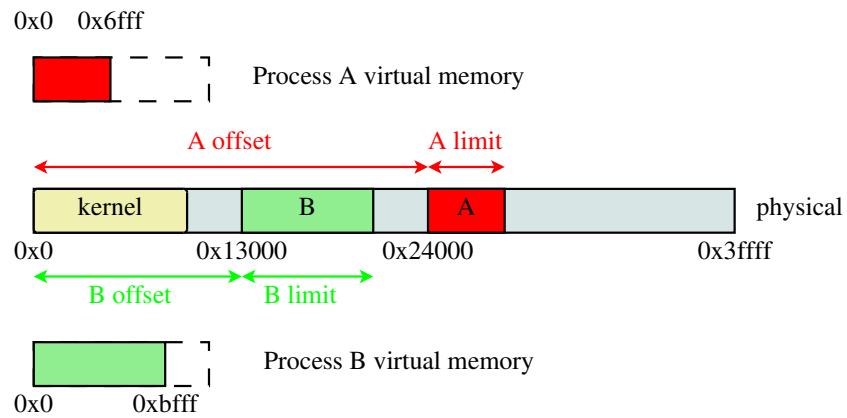 0x0 0x6fff
Process A virtual memory
A offset A limit
kernel B A physical
0x0 0x13000 0x24000 0x3ffff
B offset B limit
Process B virtual memory
0x0 0xbfff